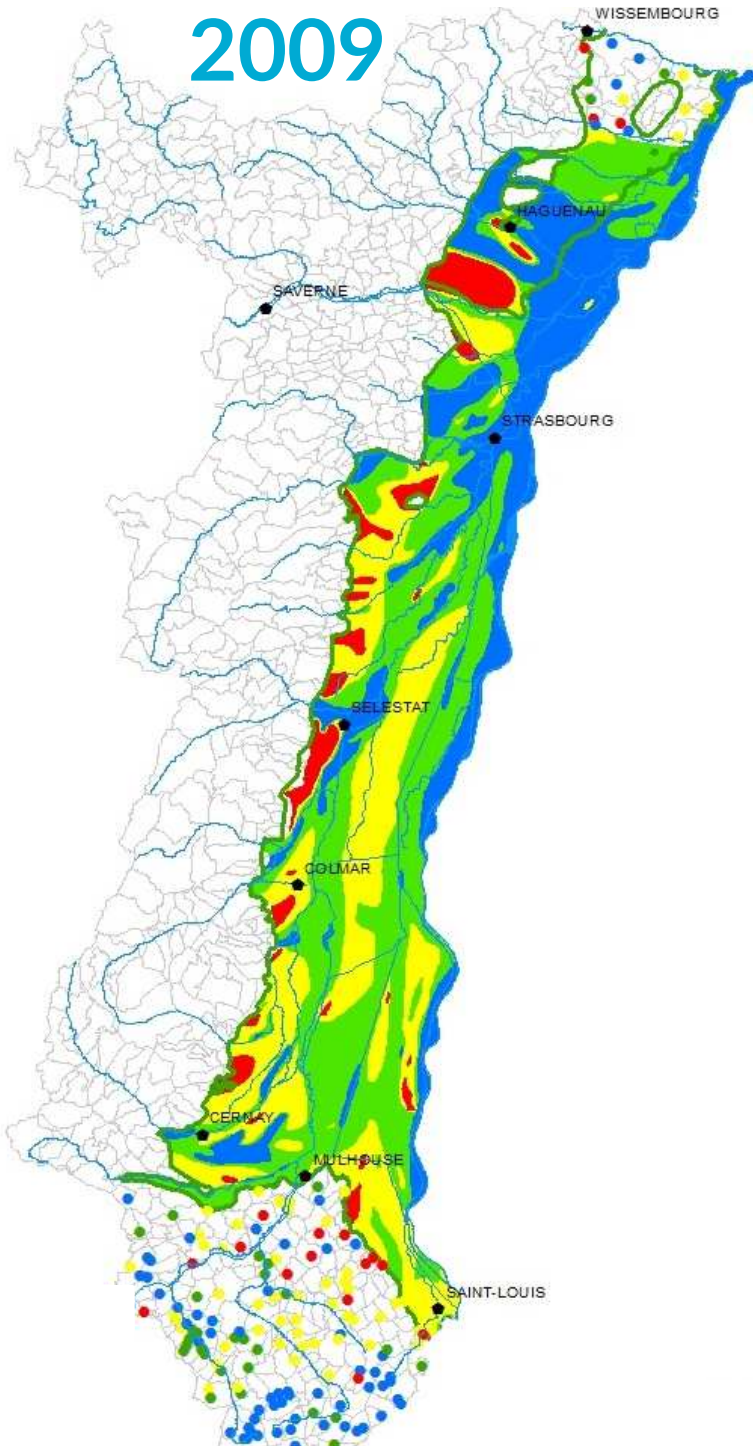 WISSEMBOURG
2009
HAGUENAU
SAVERNE
STRASBOURG
SELESTAT
COLMAR
CERNAY
MULHOUSE
SAINT-LOUIS